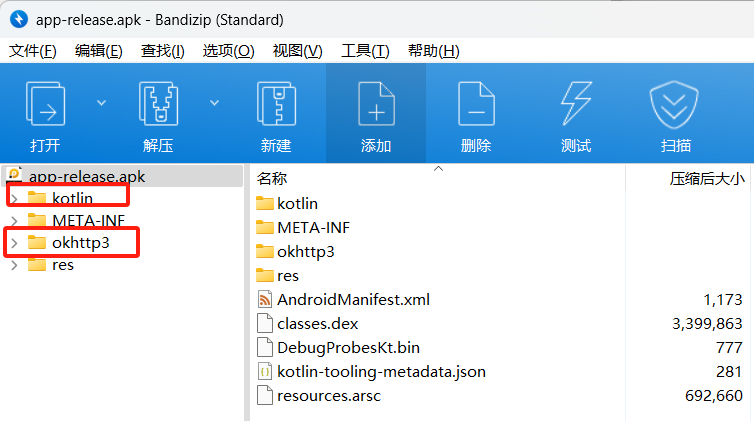 app-release.apk - Bandizip (Standard)
文件(F) 编辑(E) 查找(I) 选项(O) 视图(V) 工具(T) 帮助(H)
打开 解压 新建 添加 删除 测试 扫描
app-release.apk
kotlin
META-INF
okhttp3
res
名称 压缩后大小
kotlin
META-INF
okhttp3
res
AndroidManifest.xml 1,173
classes.dex 3,399,863
DebugProbesKt.bin 777
kotlin-tooling-metadata.json 281
resources.arsc 692,660